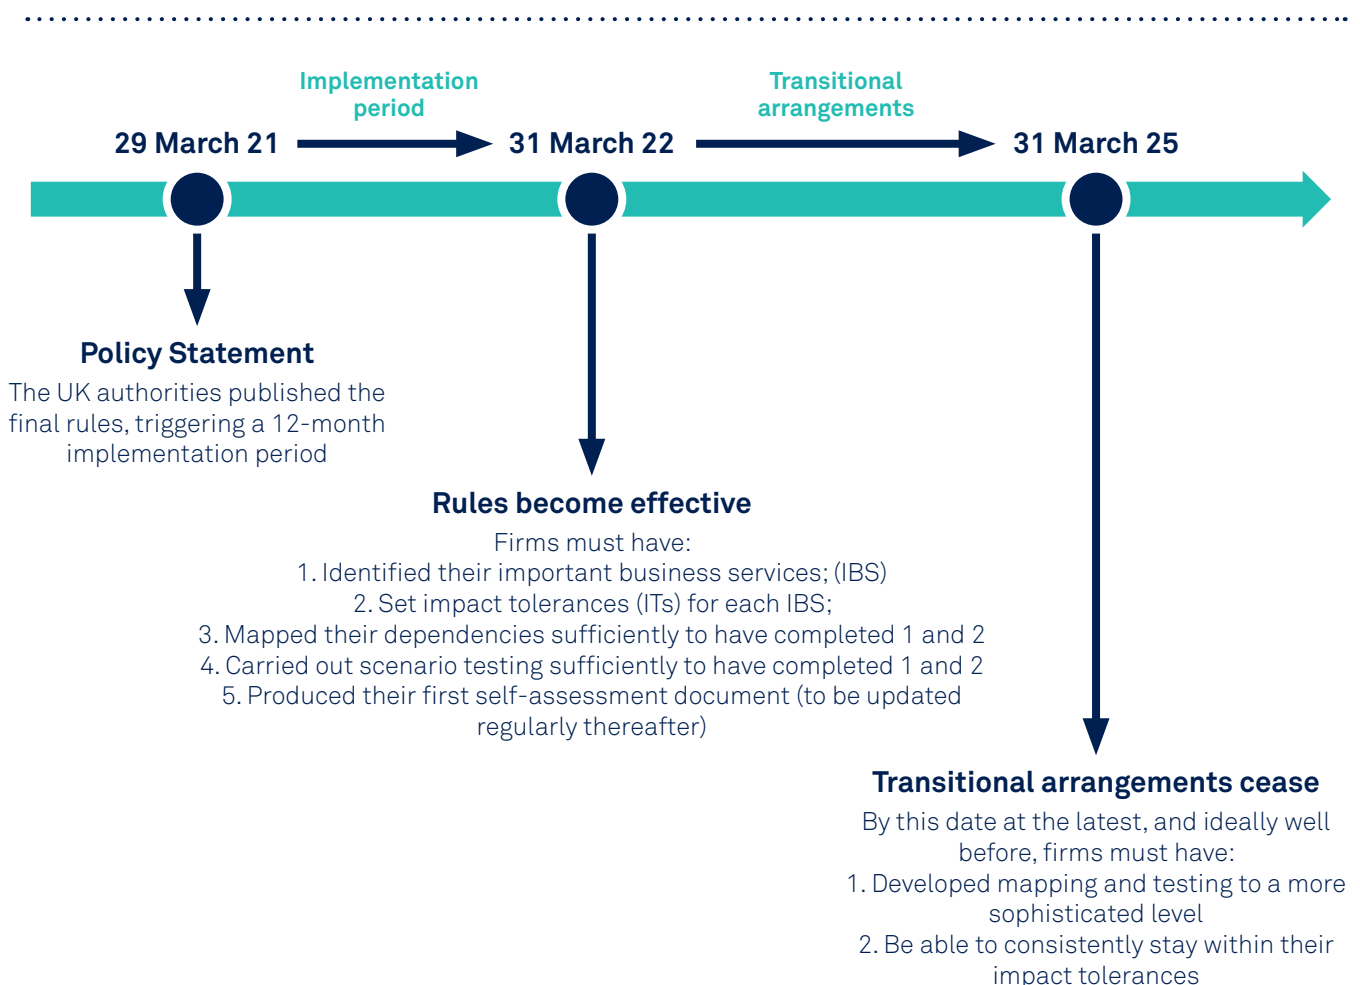 Implementation
period
Transitional
arrangements
29 March 21
31 March 22
31 March 25
Policy Statement
The UK authorities published the
final rules, triggering a 12-month
implementation period
Rules become effective
Firms must have:
1. Identified their important business services; (IBS)
2. Set impact tolerances (ITs) for each IBS;
3. Mapped their dependencies sufficiently to have completed 1 and 2
4. Carried out scenario testing sufficiently to have completed 1 and 2
5. Produced their first self-assessment document (to be updated
regularly thereafter)
Transitional arrangements cease
By this date at the latest, and ideally well
before, firms must have:
1. Developed mapping and testing to a more
sophisticated level
2. Be able to consistently stay within their
impact tolerances